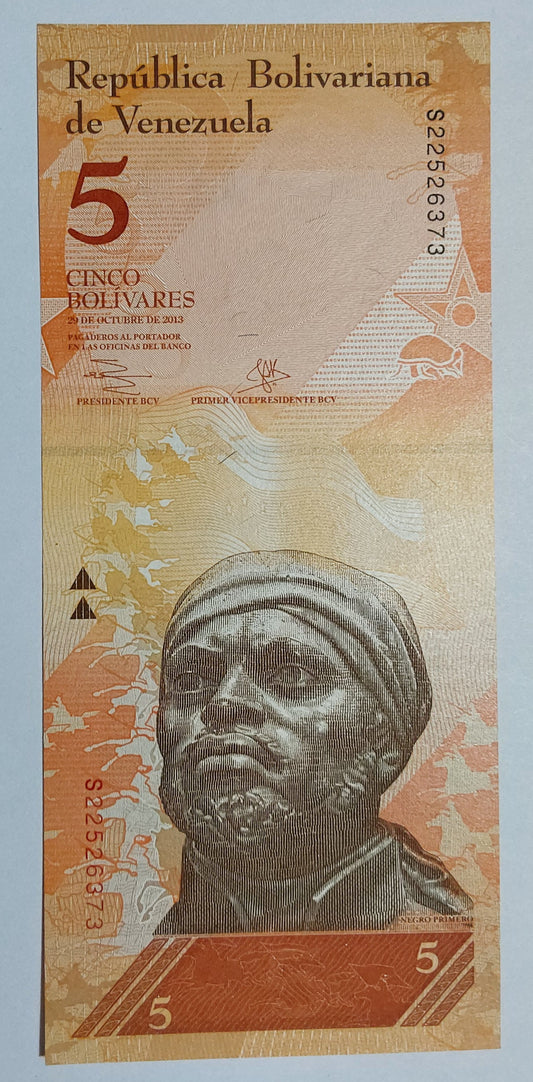 República Bolivariana
de Venezuela
5
CINCO
BOLÍVARES
29 DE OCTUBRE DE 2013
PAGADEROS AL PORTADOR
EN LAS OFICINAS DEL BANCO
PRESIDENTE BCV
PRIMER VICEPRESIDENTE BCV
S22526373
S22526373
NEGRO PRIMERO
5
5